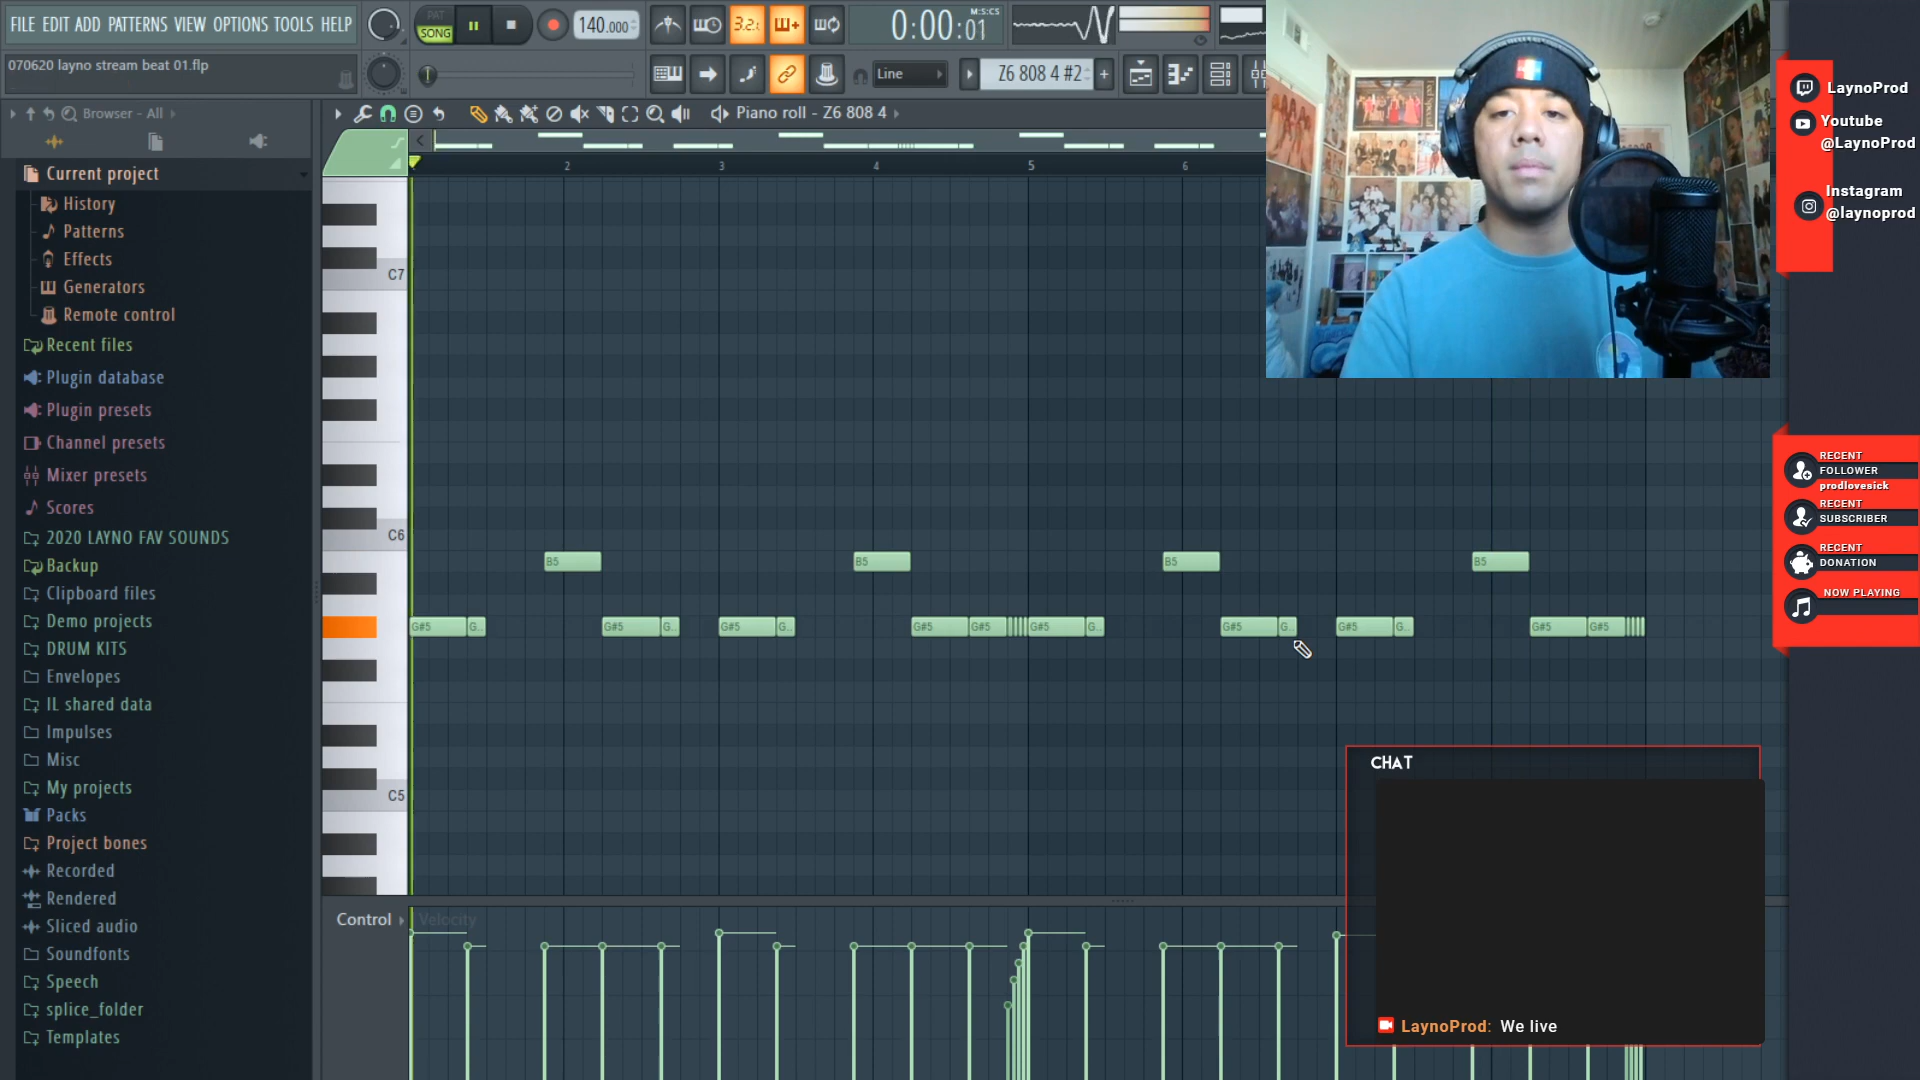 FILE EDIT ADD PATTERNS VIEW OPTIONS TOOLS HELP
PAT
SONG
140.000
3.2.
0:00:01
M:S:CS
070620 layno stream beat 01.flp
Line
Z6 808 4 #2
Browser - All
Piano roll - Z6 808 4
Current project
History
Patterns
Effects
Generators
Remote control
Recent files
Plugin database
Plugin presets
Channel presets
Mixer presets
Scores
2020 LAYNO FAV SOUNDS
Backup
Clipboard files
Demo projects
DRUM KITS
Envelopes
IL shared data
Impulses
Misc
My projects
Packs
Project bones
Recorded
Rendered
Sliced audio
Soundfonts
Speech
splice_folder
Templates
2 3 4 5 6
C7
C6
C5
B5 B5 B5 B5
G#5 G.. G#5 G.. G#5 G.. G#5 G#5 G#5 G.. G#5 G.. G#5 G.. G#5 G#5
Control
Velocity
LaynoProd
Youtube
@LaynoProd
Instagram
@laynoprod
RECENT
FOLLOWER
prodlovesick
RECENT
SUBSCRIBER
RECENT
DONATION
NOW PLAYING
CHAT
LaynoProd: We live